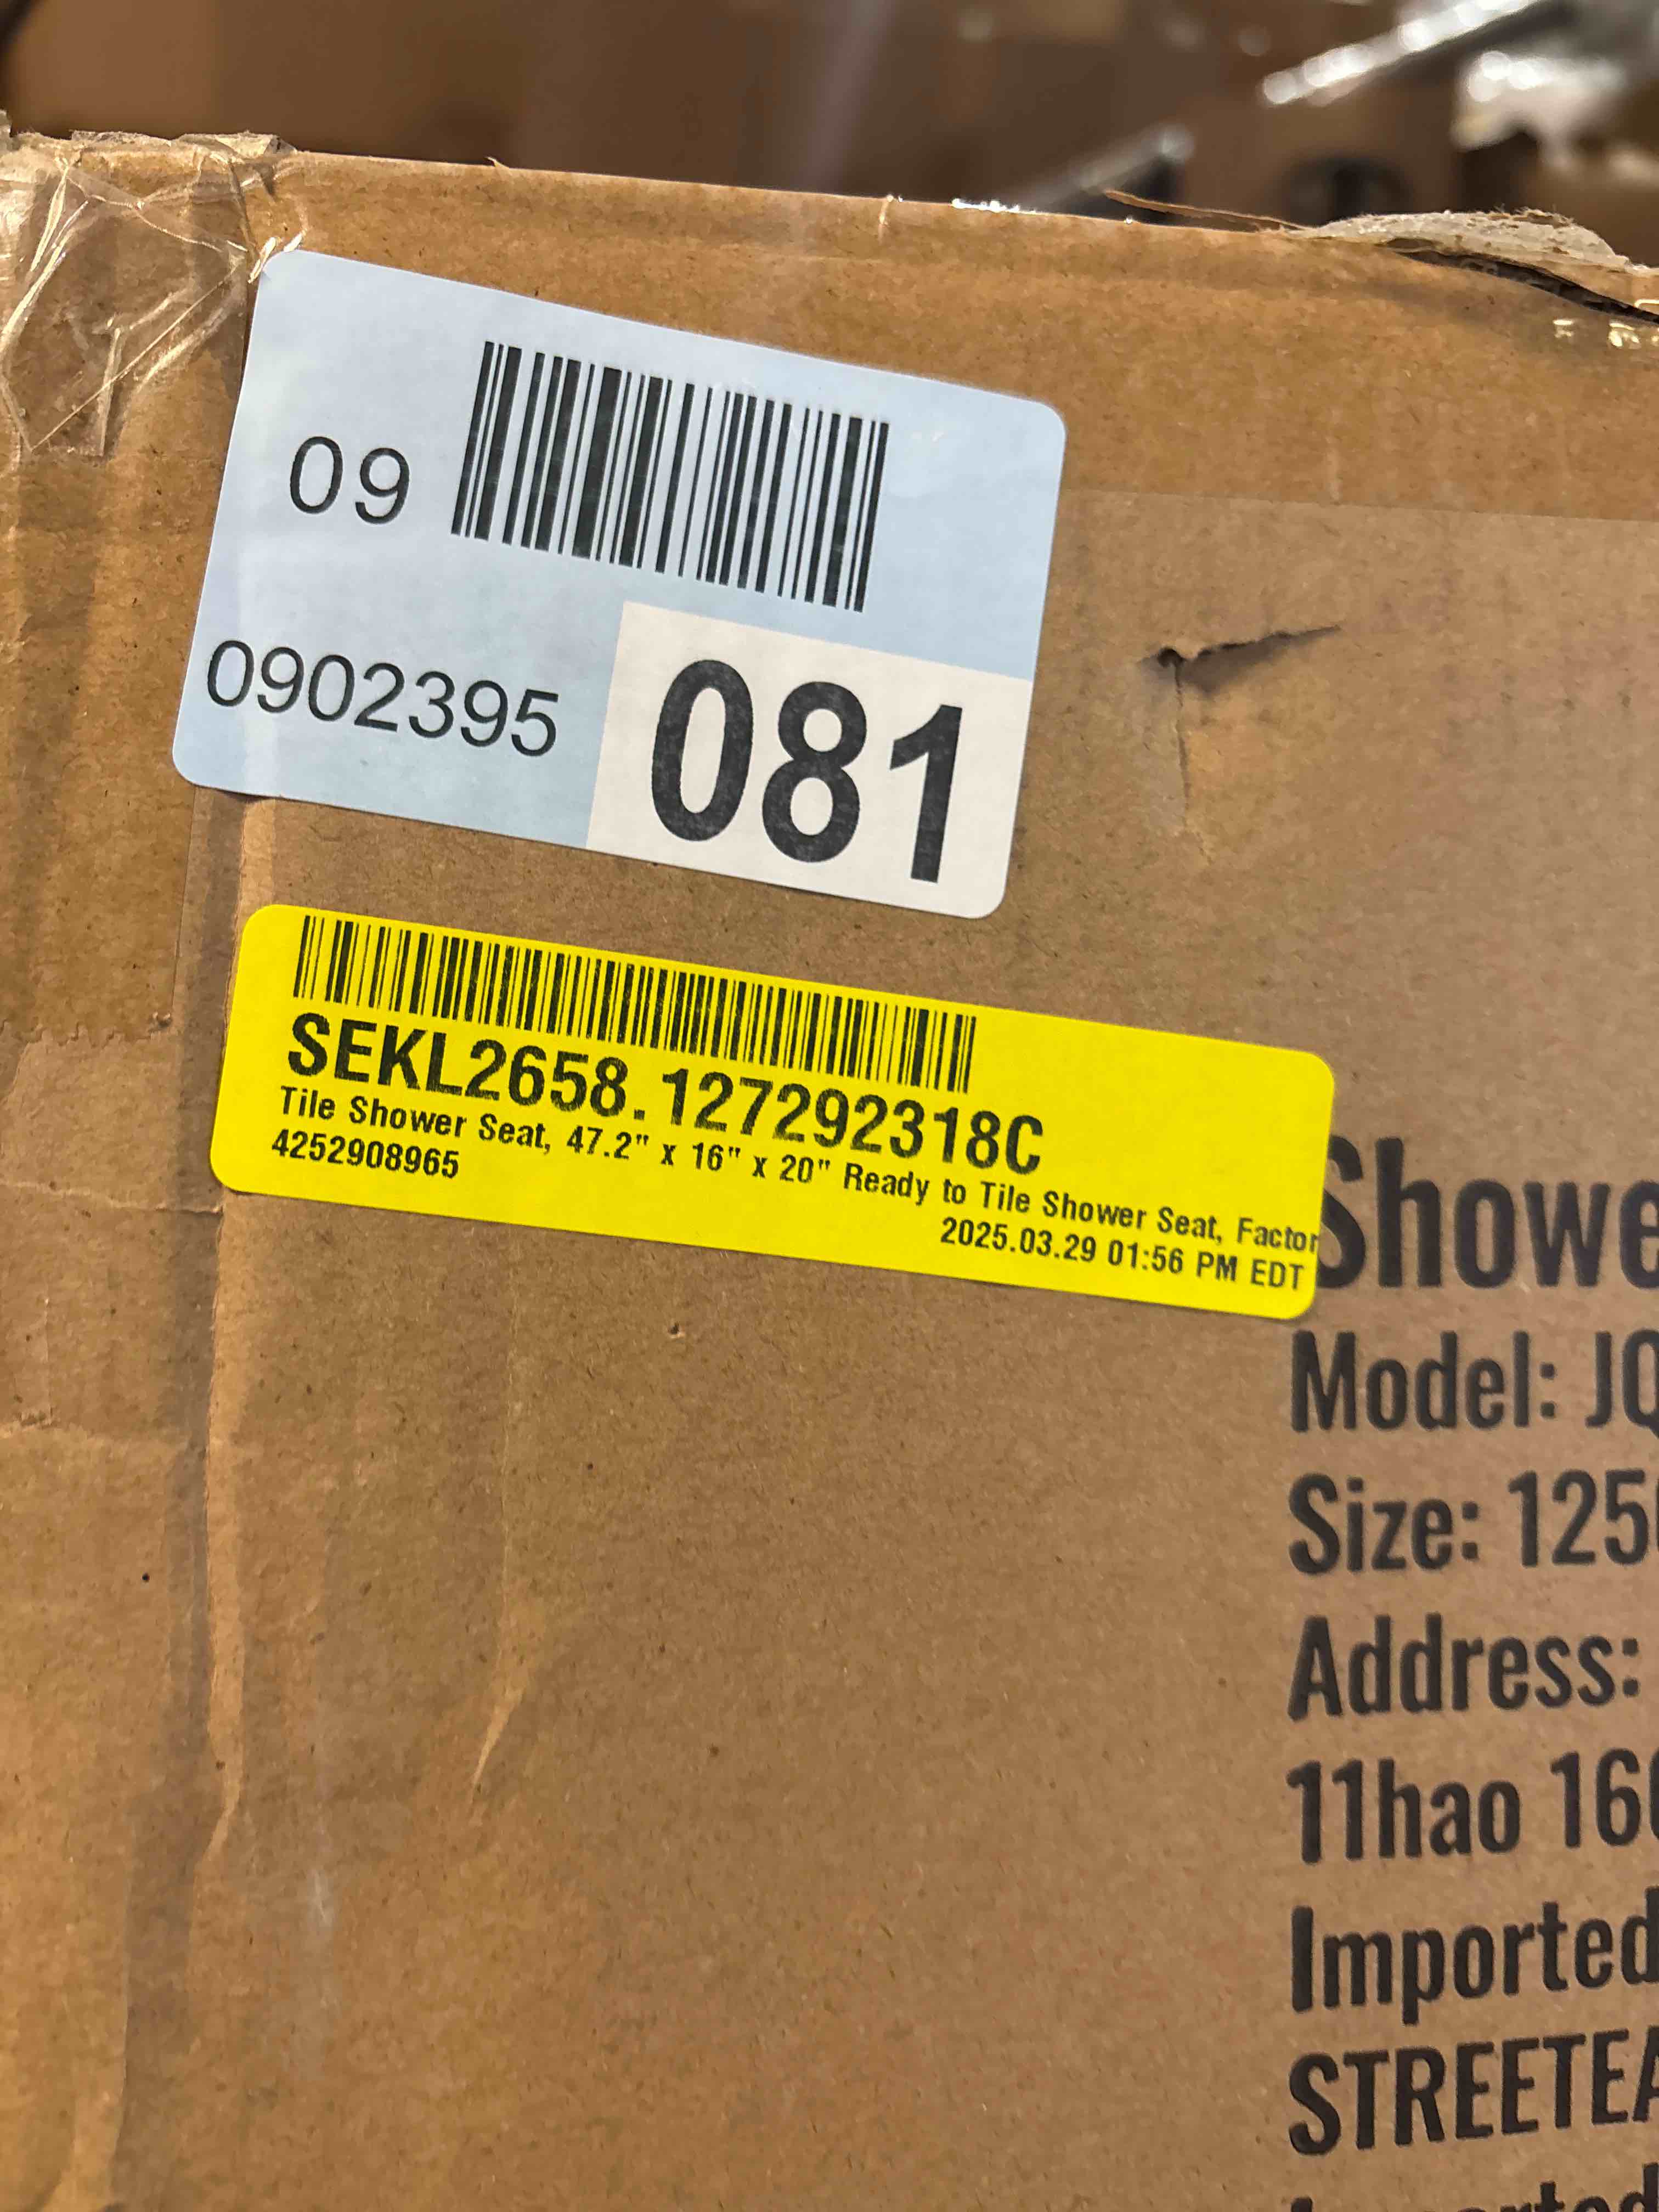 09
0902395
081
SEKL2658.127292318C
Tile Shower Seat, 47.2" x 16" x 20" Ready to Tile Shower Seat, Factor
4252908965
2025.03.29 01:56 PM EDT
Showe
Model: JQ
Size: 125
Address:
11hao 16
Imported
STREETEA